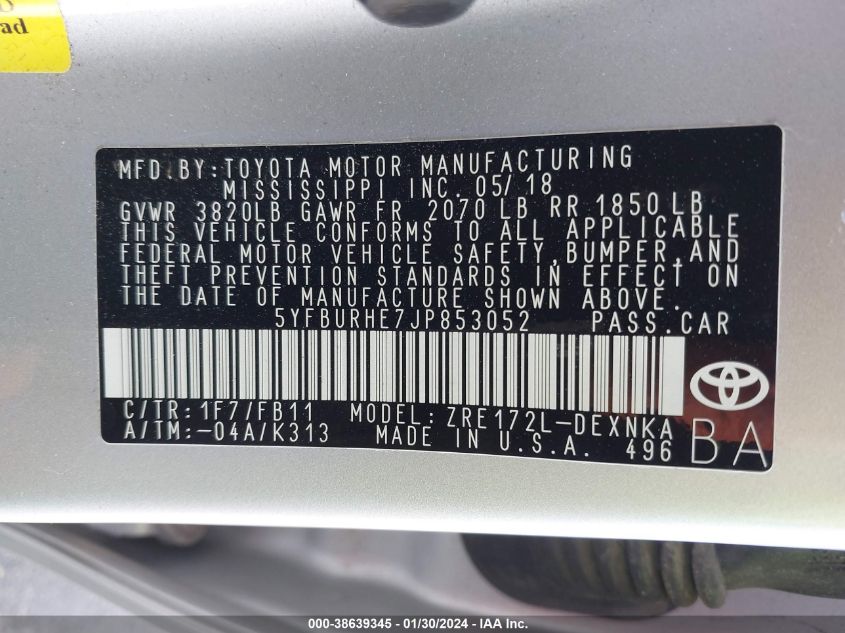 ad
MFD.BY:TOYOTA MOTOR MANUFACTURING
MISSISSIPPI INC. 05/18
GVWR 3820LB GAWR FR 2070 LB RR 1850 LB
THIS VEHICLE CONFORMS TO ALL APPLICABLE
FEDERAL MOTOR VEHICLE SAFETY,BUMPER,AND
THEFT PREVENTION STANDARDS IN EFFECT ON
THE DATE OF MANUFACTURE SHOWN ABOVE.
5YFBURHE7JP853052 PASS.CAR
C/TR:1F7/FB11 MODEL:ZRE172L-DEXNKA
A/TM:-04A/K313 MADE IN U.S.A. 496
BA
000-38639345 / 01/30/2024 - IAA Inc.